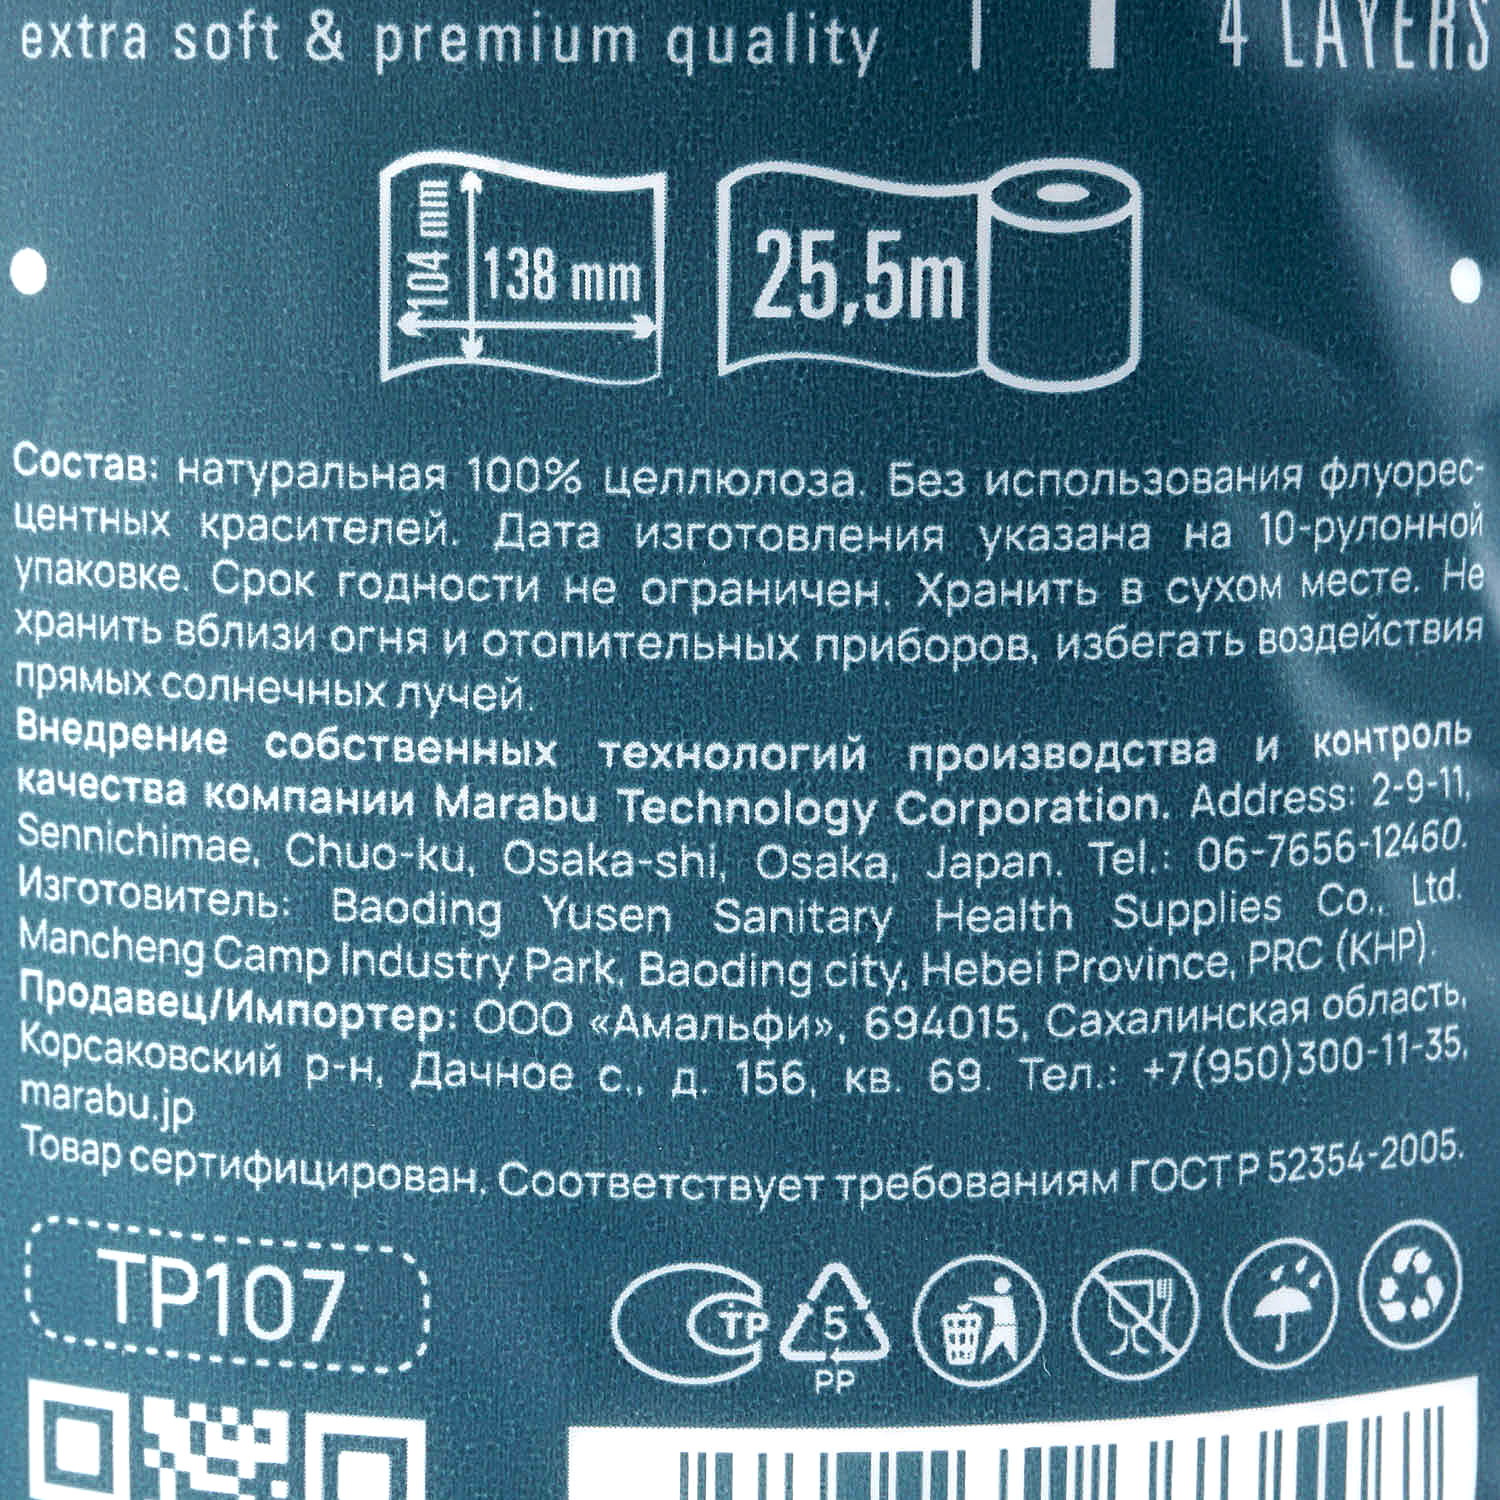 extra soft & premium quality
4 LAYERS
104 mm
138 mm
25,5m
Состав: натуральная 100% целлюлоза. Без использования флуорес-
центных красителей. Дата изготовления указана на 10-рулонной
упаковке. Срок годности не ограничен. Хранить в сухом месте. Не
хранить вблизи огня и отопительных приборов, избегать воздействия
прямых солнечных лучей.
Внедрение собственных технологий производства и контроль
качества компании Marabu Technology Corporation. Address: 2-9-11,
Sennichimae, Chuo-ku, Osaka-shi, Osaka, Japan. Tel.: 06-7656-12460.
Изготовитель: Baoding Yusen Sanitary Health Supplies Co., Ltd.
Mancheng Camp Industry Park, Baoding city, Hebei Province, PRC (КНР).
Продавец/Импортер: ООО «Амальфи», 694015, Сахалинская область,
Корсаковский р-н, Дачное с., д. 156, кв. 69. Тел.: +7(950)300-11-35,
marabu.jp
Товар сертифицирован. Соответствует требованиям ГОСТ Р 52354-2005.
TP107
ТР
5
PP